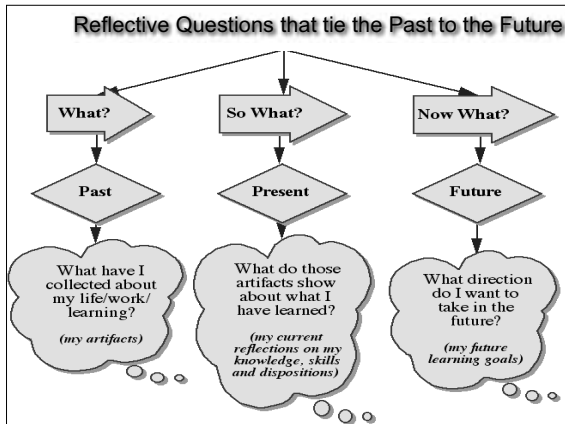 Reflective Questions that tie the Past to the Future
What?
So What?
Now What?
Past
Present
Future
What have I
collected about
my life/work/
learning?
(my artifacts)
What do those
artifacts show
about what I
have learned?
(my current
reflections on my
knowledge, skills
and dispositions)
What direction
do I want to
take in the
future?
(my future
learning goals)